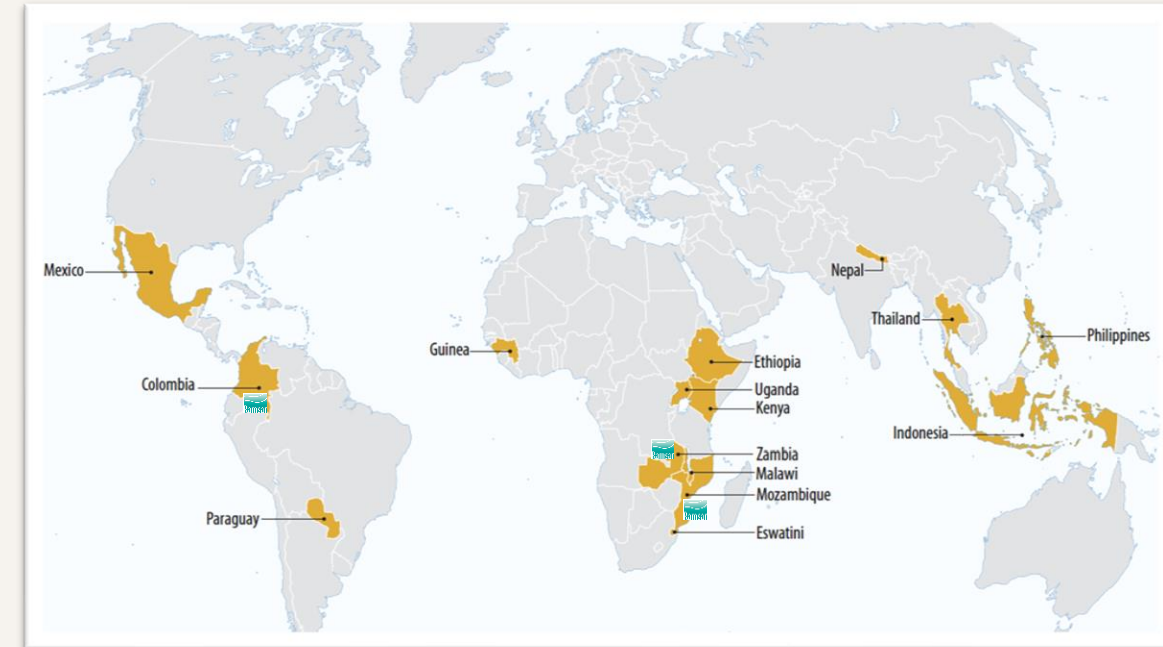 Mexico
Nepal
Thailand
Philippines
Guinea
Ethiopia
Colombia
Uganda
Kenya
Indonesia
Zambia
Malawi
Mozambique
Paraguay
Eswatini